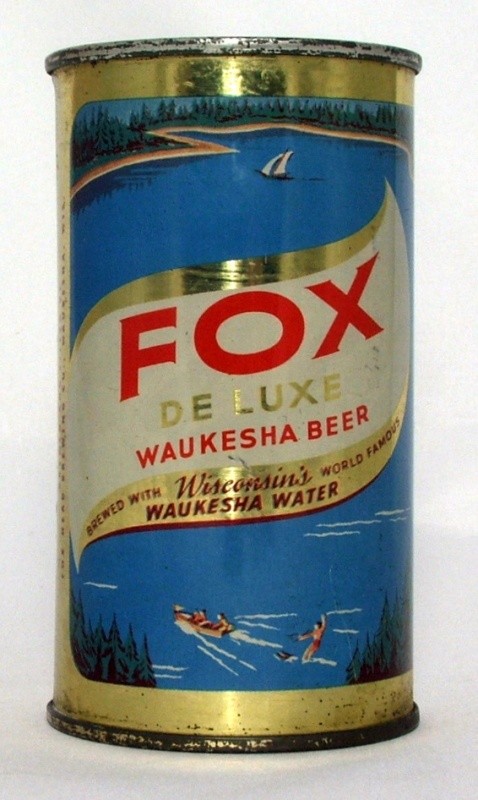 FOX
DE LUXE
WAUKESHA BEER
BREWED WITH Wisconsin's WORLD FAMOUS
WAUKESHA WATER